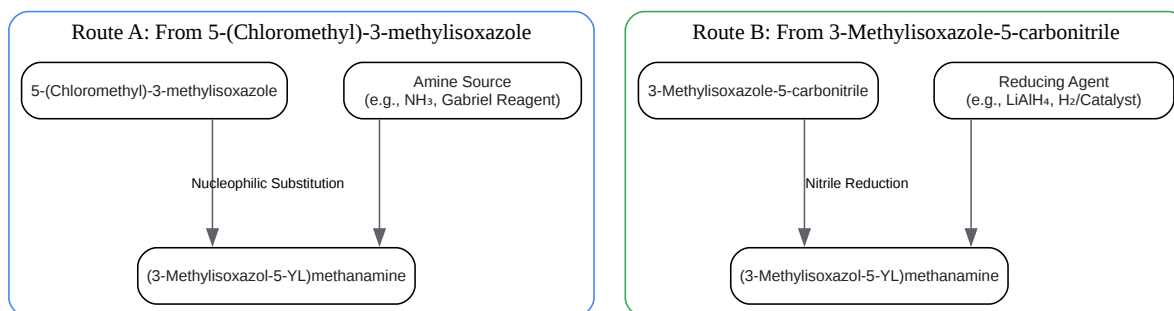 Route A: From 5-(Chloromethyl)-3-methylisoxazole
5-(Chloromethyl)-3-methylisoxazole
Amine Source
(e.g., NH₃, Gabriel Reagent)
Nucleophilic Substitution
(3-Methylisoxazol-5-YL)methanamine
Route B: From 3-Methylisoxazole-5-carbonitrile
3-Methylisoxazole-5-carbonitrile
Reducing Agent
(e.g., LiAlH₄, H₂/Catalyst)
Nitrile Reduction
(3-Methylisoxazol-5-YL)methanamine